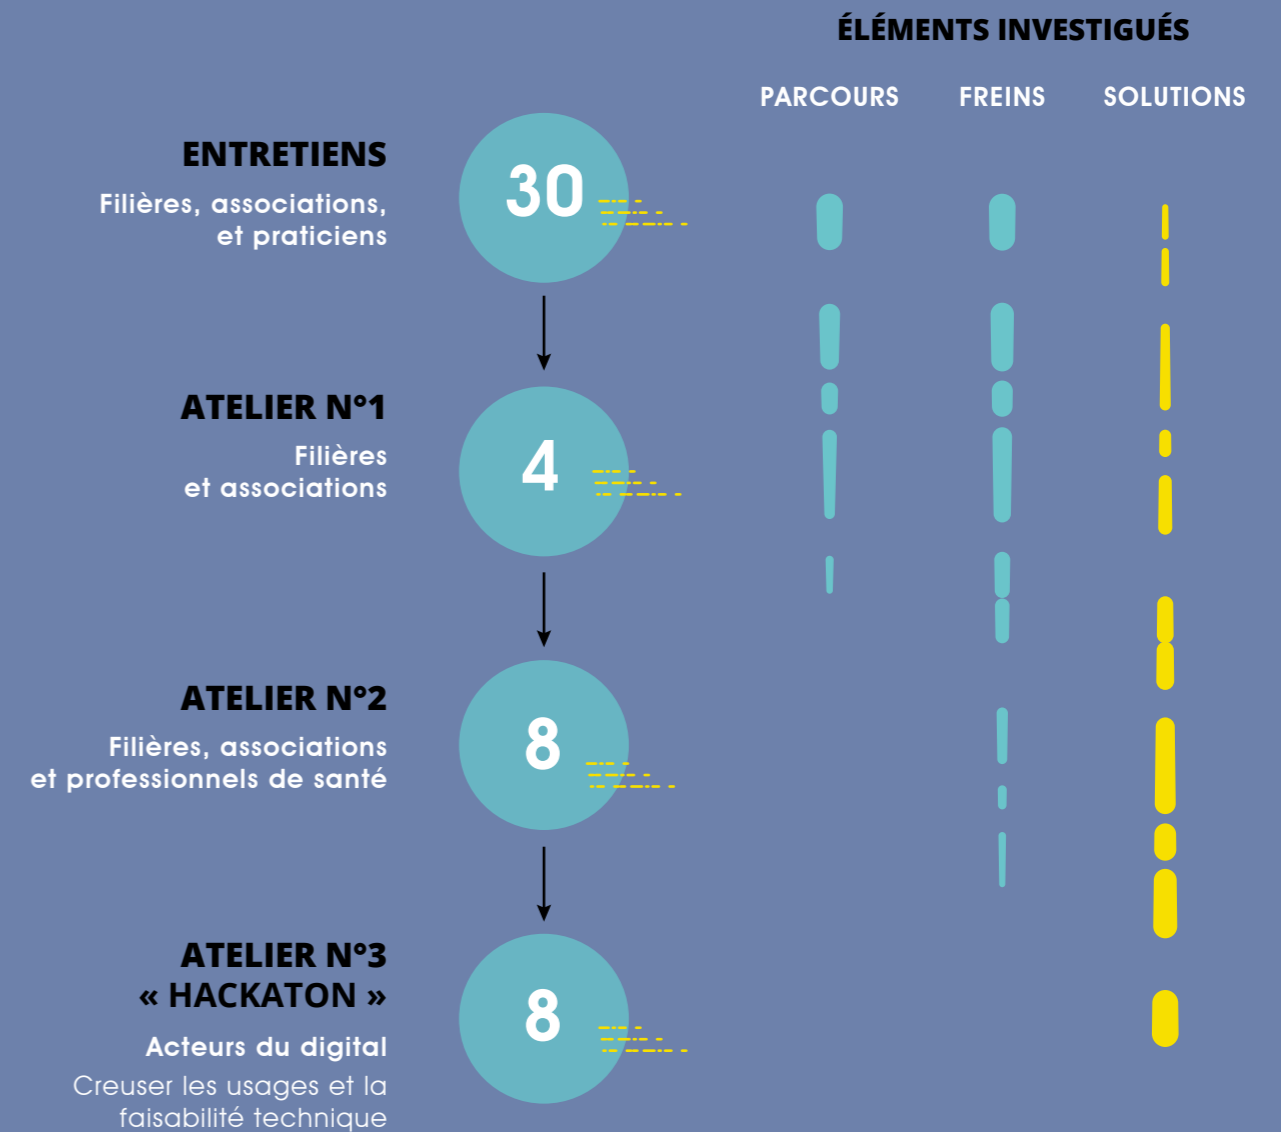 ÉLÉMENTS INVESTIGUÉS
PARCOURS FREINS SOLUTIONS
ENTRETIENS
Filières, associations,
et praticiens
30
ATELIER N°1
Filières
et associations
4
ATELIER N°2
Filières, associations
et professionnels de santé
8
ATELIER N°3
« HACKATON »
Acteurs du digital
Creuser les usages et la
faisabilité technique
8